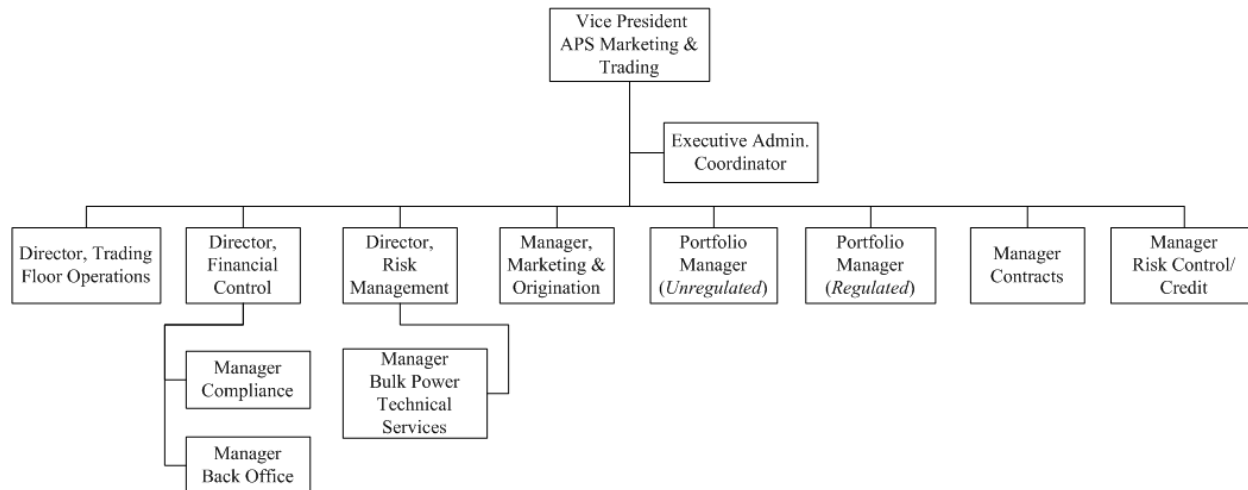 Vice President
APS Marketing &
Trading
Executive Admin.
Coordinator
Director, Trading
Floor Operations
Director,
Financial
Control
Director,
Risk
Management
Manager,
Marketing &
Origination
Portfolio
Manager
(Unregulated)
Portfolio
Manager
(Regulated)
Manager
Contracts
Manager
Risk Control/
Credit
Manager
Compliance
Manager
Bulk Power
Technical
Services
Manager
Back Office